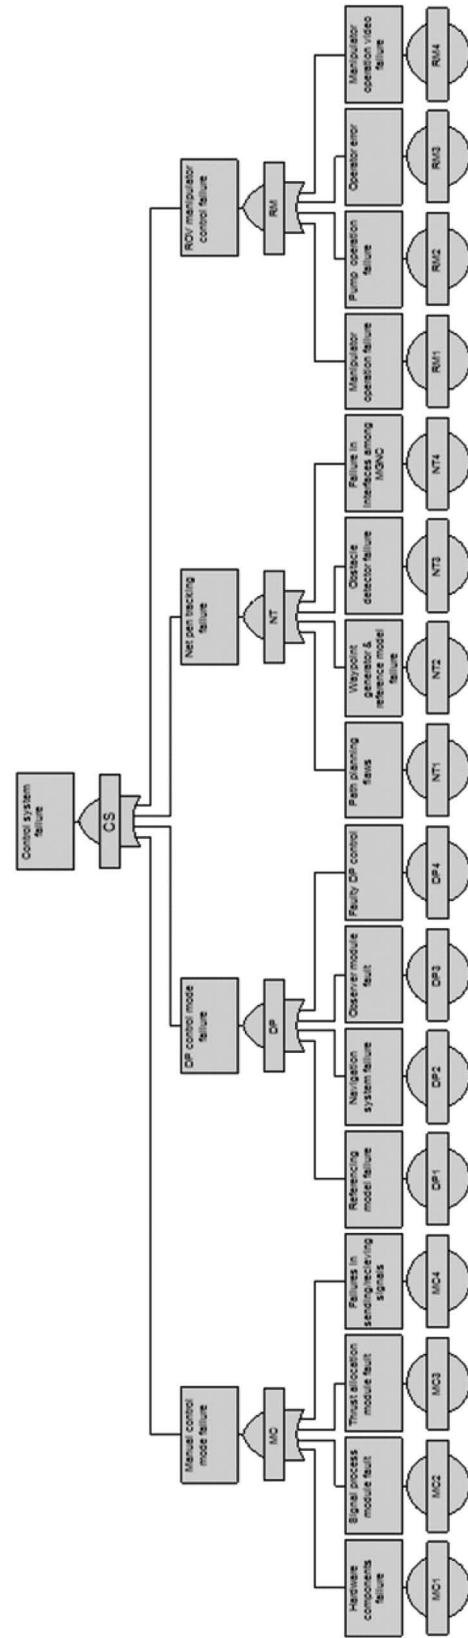 Control system
failure
CS
Manual control
mode failure
MC
DP control mode
failure
DP
Net pen tracking
failure
NT
ROV manipulator
control failure
RM
Hardware
components
failure
MC1
Signal process
module fault
MC2
Thrust allocation
module fault
MC3
Failures in
sending/recieving
signals
MC4
Referencing
model failure
DP1
Navigation
system failure
DP2
Observer module
fault
DP3
Faulty DP control
DP4
Path planning
flaws
NT1
Waypoint
generator &
reference model
failure
NT2
Obstacle
detector failure
NT3
Failure in
interfaces among
MGNC
NT4
Manipulator
operation failure
RM1
Pump operation
failure
RM2
Operator error
RM3
Manipulator
operation video
failure
RM4